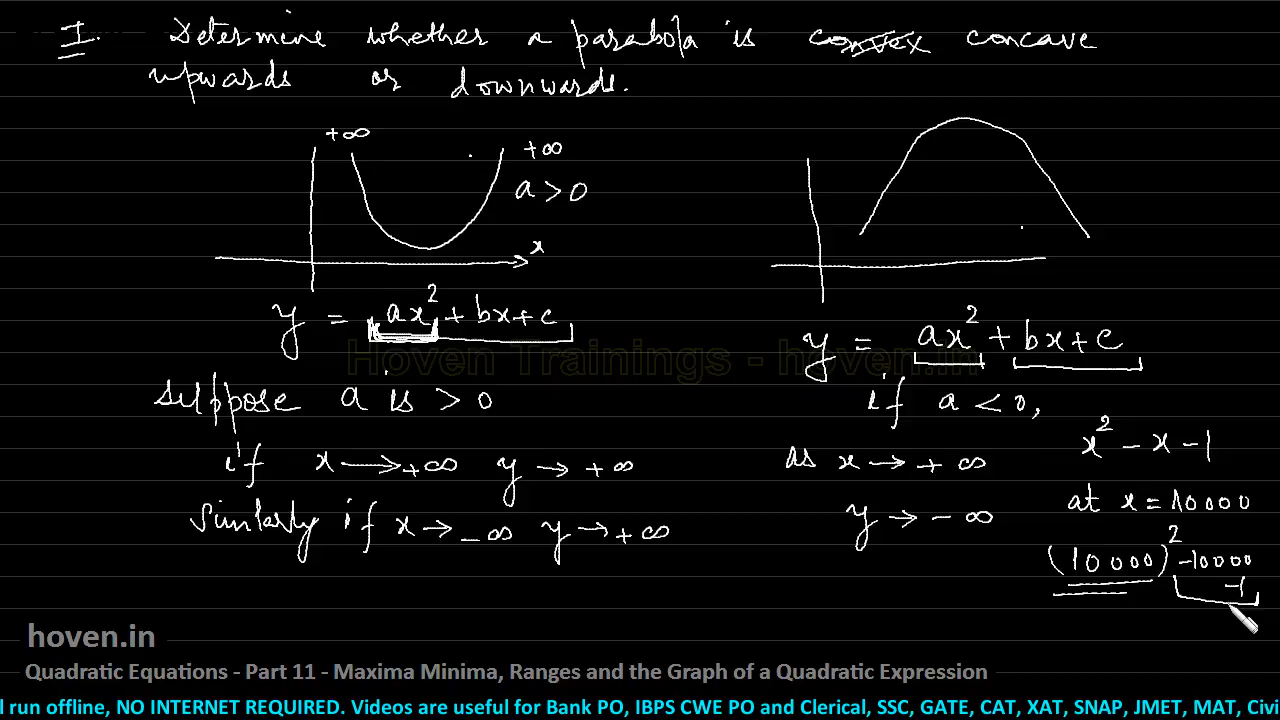 I. Determine whether a parabola is convex concave
upwards or downwards.
+∞
+∞
a > 0
x
y = ax² + bx + c
suppose a is > 0
if x → +∞ y → +∞
similarly if x → -∞ y → +∞
y = ax² + bx + c
if a < 0,
as x → +∞
y → -∞
x² - x - 1
at x = 10000
(10000)² - 10000
-1
Hoven Trainings - hoven.in
hoven.in
Quadratic Equations - Part 11 - Maxima Minima, Ranges and the Graph of a Quadratic Expression
l run offline, NO INTERNET REQUIRED. Videos are useful for Bank PO, IBPS CWE PO and Clerical, SSC, GATE, CAT, XAT, SNAP, JMET, MAT, Civi